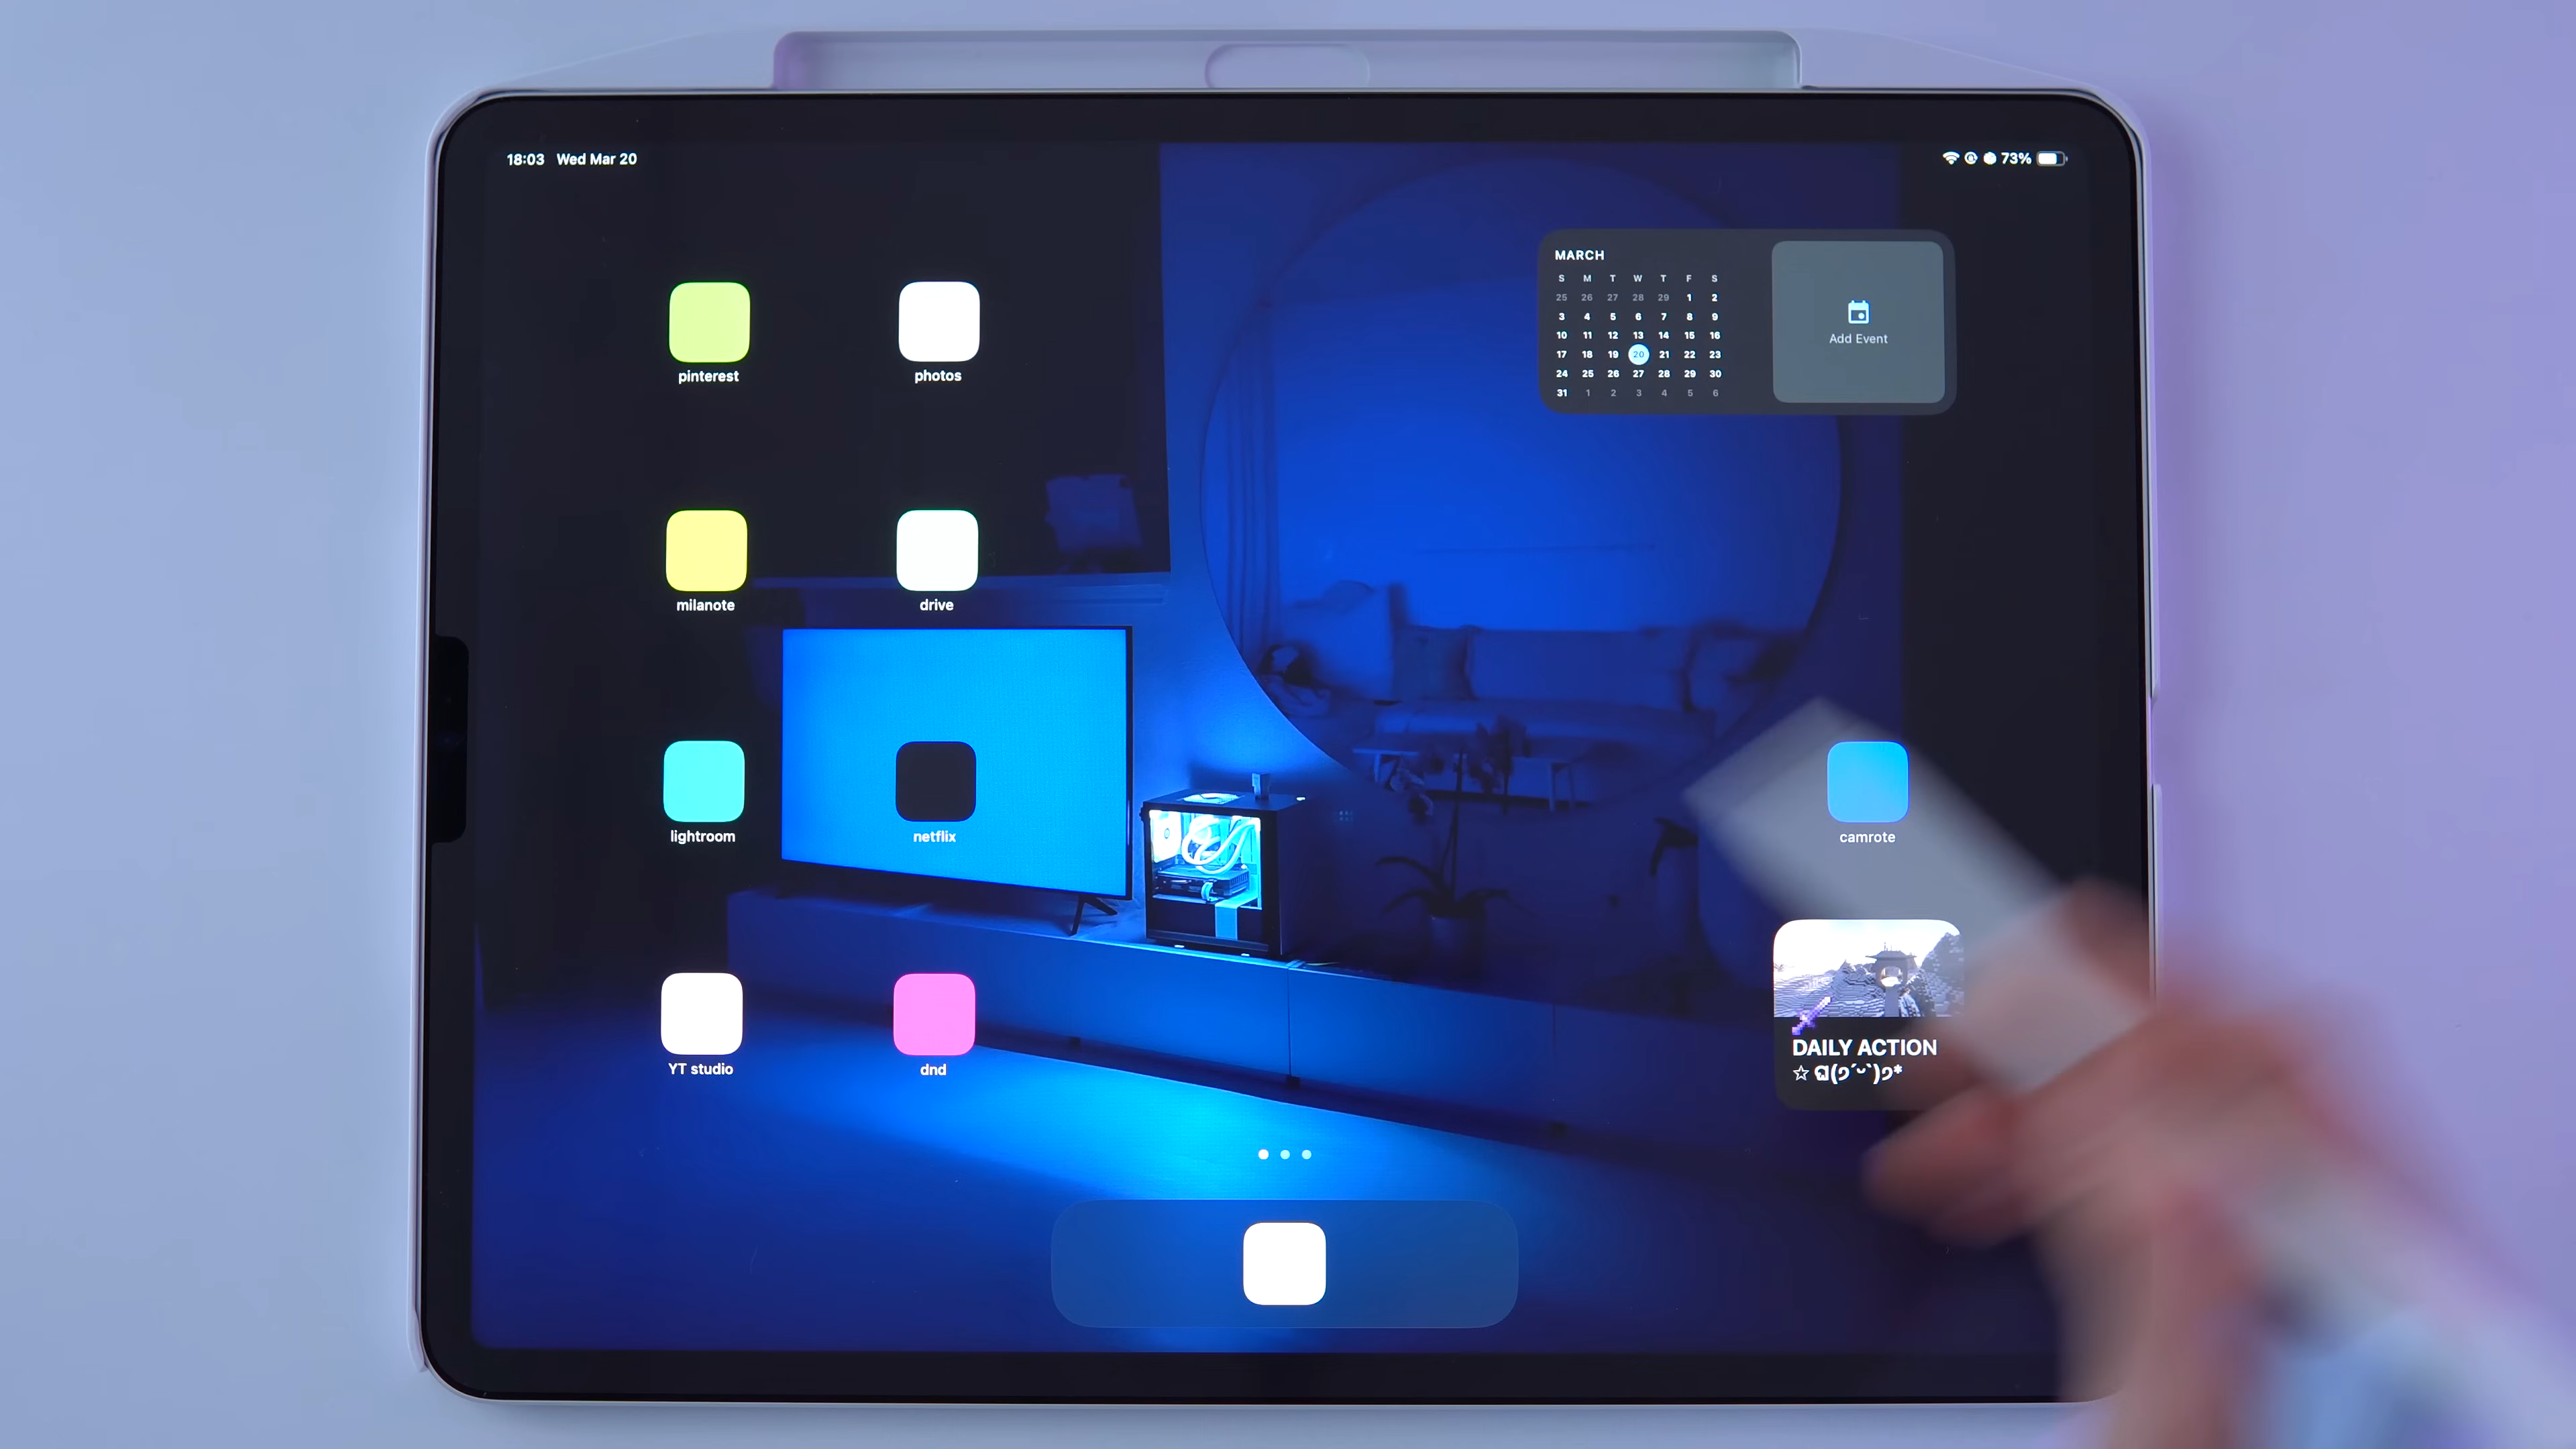 18:03 Wed Mar 20
73%
pinterest
photos
milanote
drive
lightroom
netflix
YT studio
dnd
MARCH
S M T W T F S
25 26 27 28 29 1 2
3 4 5 6 7 8 9
10 11 12 13 14 15 16
17 18 19 20 21 22 23
24 25 26 27 28 29 30
31 1 2 3 4 5 6
Add Event
camrote
DAILY ACTION
☆ ฝ(ʚ´ᵕ`)ɞ*